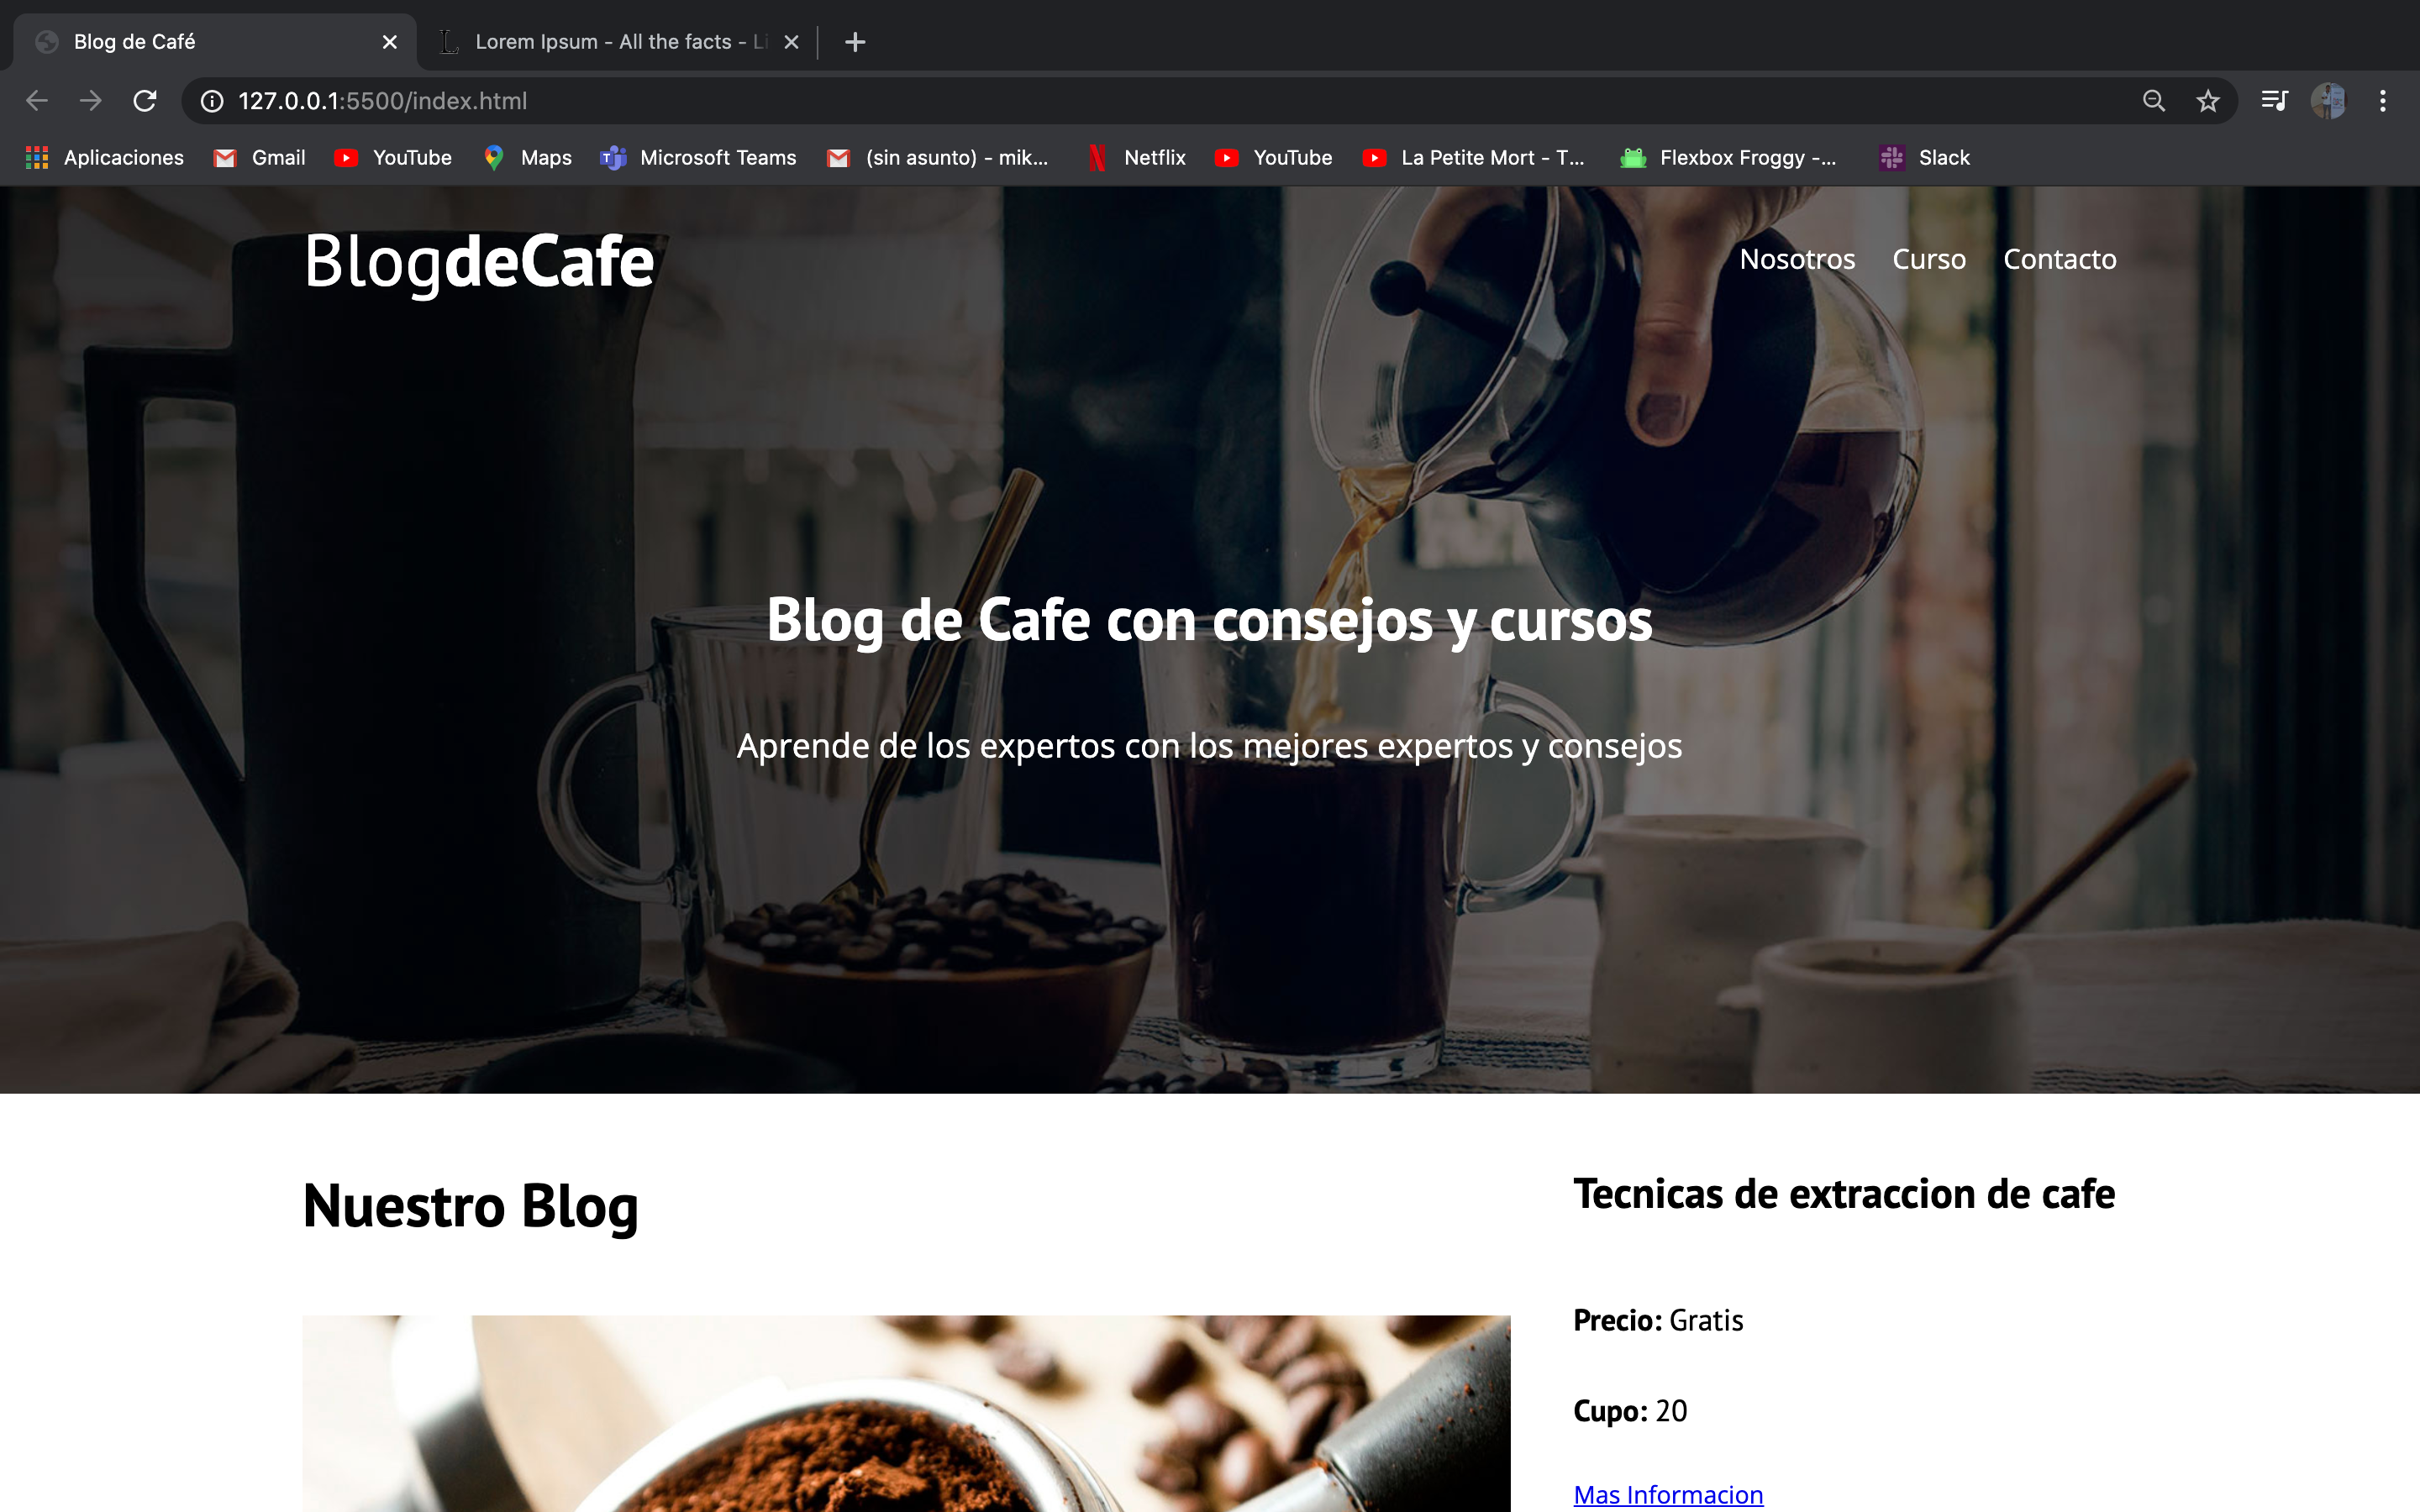 Blog de Café
Lorem Ipsum - All the facts - Li
127.0.0.1:5500/index.html
Aplicaciones Gmail YouTube Maps Microsoft Teams (sin asunto) - mik... Netflix YouTube La Petite Mort - T... Flexbox Froggy -... Slack
BlogdeCafe
Nosotros Curso Contacto
Blog de Cafe con consejos y cursos
Aprende de los expertos con los mejores expertos y consejos
Nuestro Blog
Tecnicas de extraccion de cafe
Precio: Gratis
Cupo: 20
Mas Informacion